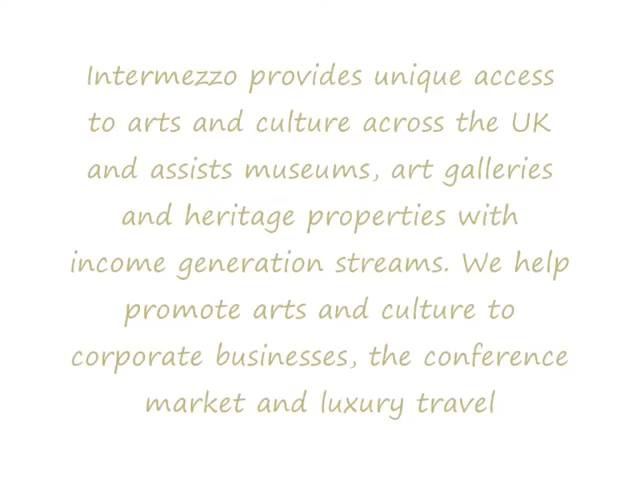 Intermezzo provides unique access
to arts and culture across the UK
and assists museums, art galleries
and heritage properties with
income generation streams. We help
promote arts and culture to
corporate businesses, the conference
market and luxury travel